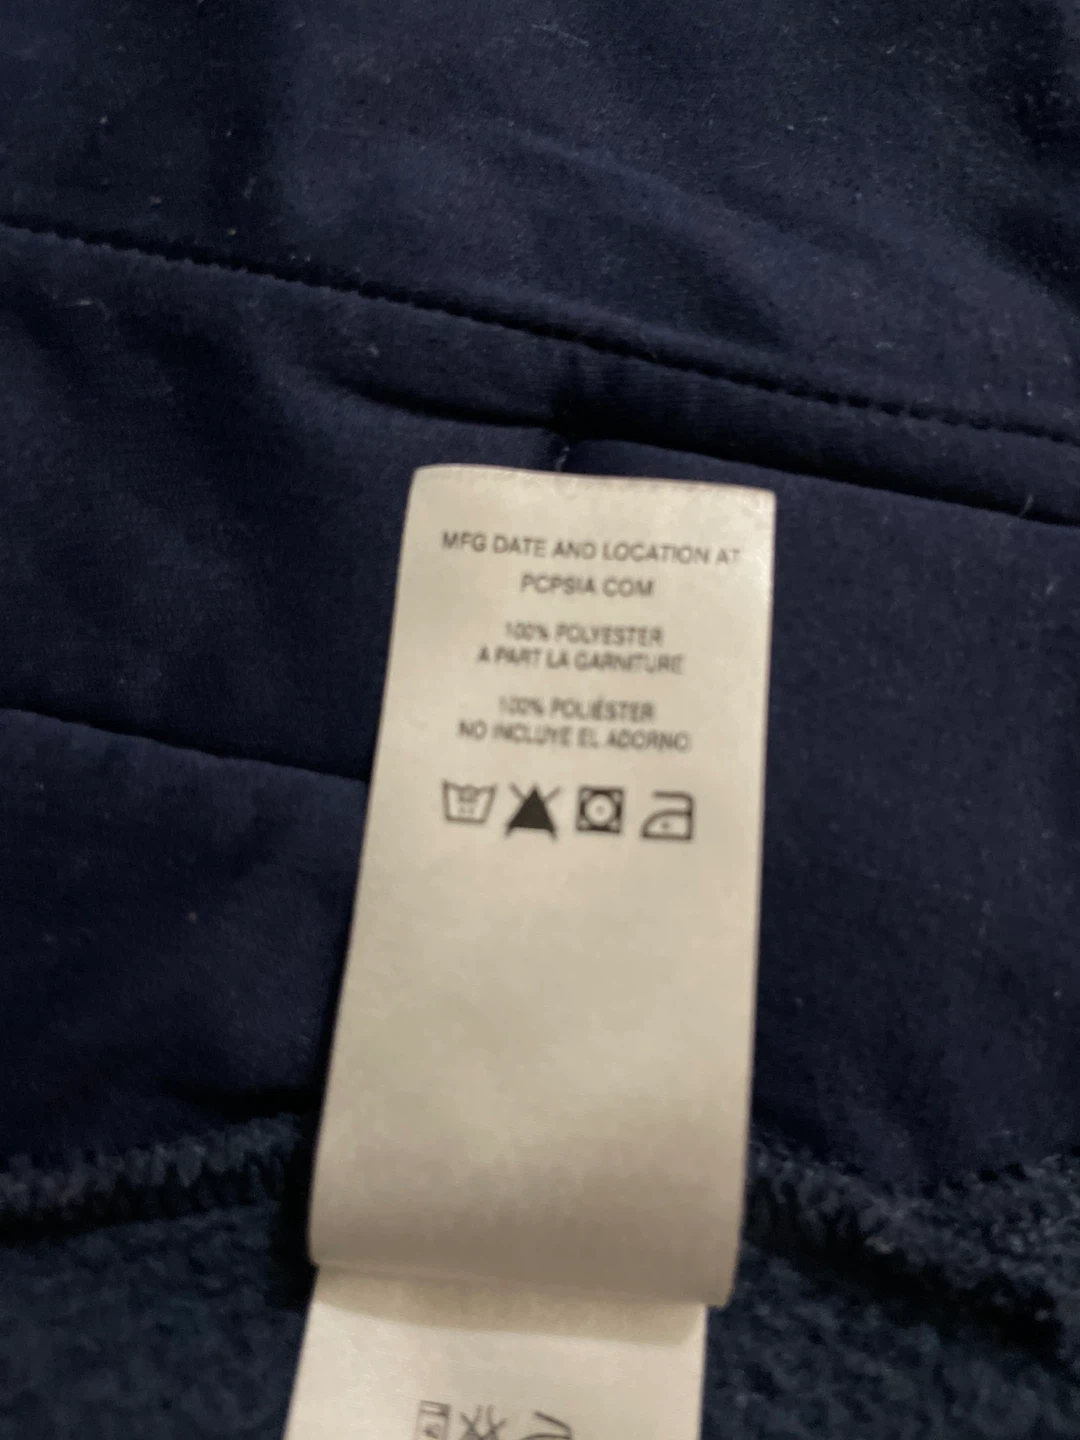 MFG DATE AND LOCATION AT
PCPSIA.COM
100% POLYESTER
A PART LA GARNITURE
100% POLIÉSTER
NO INCLUYE EL ADORNO